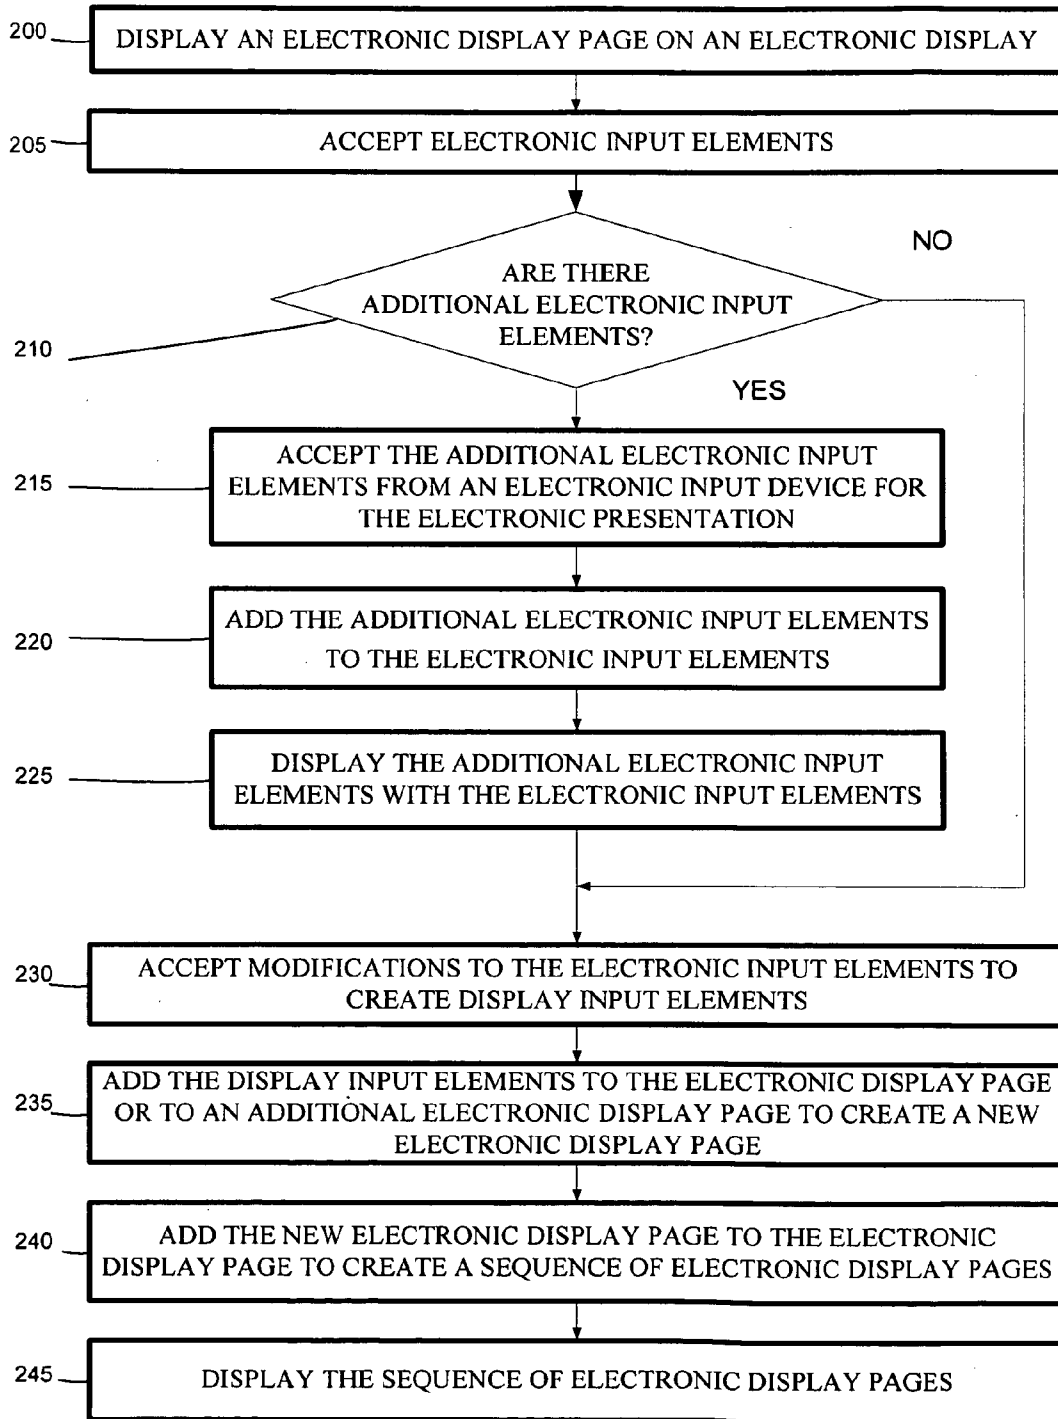 200
DISPLAY AN ELECTRONIC DISPLAY PAGE ON AN ELECTRONIC DISPLAY
205
ACCEPT ELECTRONIC INPUT ELEMENTS
NO
ARE THERE
ADDITIONAL ELECTRONIC INPUT
ELEMENTS?
210
YES
215
ACCEPT THE ADDITIONAL ELECTRONIC INPUT
ELEMENTS FROM AN ELECTRONIC INPUT DEVICE FOR
THE ELECTRONIC PRESENTATION
220
ADD THE ADDITIONAL ELECTRONIC INPUT ELEMENTS
TO THE ELECTRONIC INPUT ELEMENTS
225
DISPLAY THE ADDITIONAL ELECTRONIC INPUT
ELEMENTS WITH THE ELECTRONIC INPUT ELEMENTS
230
ACCEPT MODIFICATIONS TO THE ELECTRONIC INPUT ELEMENTS TO
CREATE DISPLAY INPUT ELEMENTS
235
ADD THE DISPLAY INPUT ELEMENTS TO THE ELECTRONIC DISPLAY PAGE
OR TO AN ADDITIONAL ELECTRONIC DISPLAY PAGE TO CREATE A NEW
ELECTRONIC DISPLAY PAGE
240
ADD THE NEW ELECTRONIC DISPLAY PAGE TO THE ELECTRONIC
DISPLAY PAGE TO CREATE A SEQUENCE OF ELECTRONIC DISPLAY PAGES
245
DISPLAY THE SEQUENCE OF ELECTRONIC DISPLAY PAGES